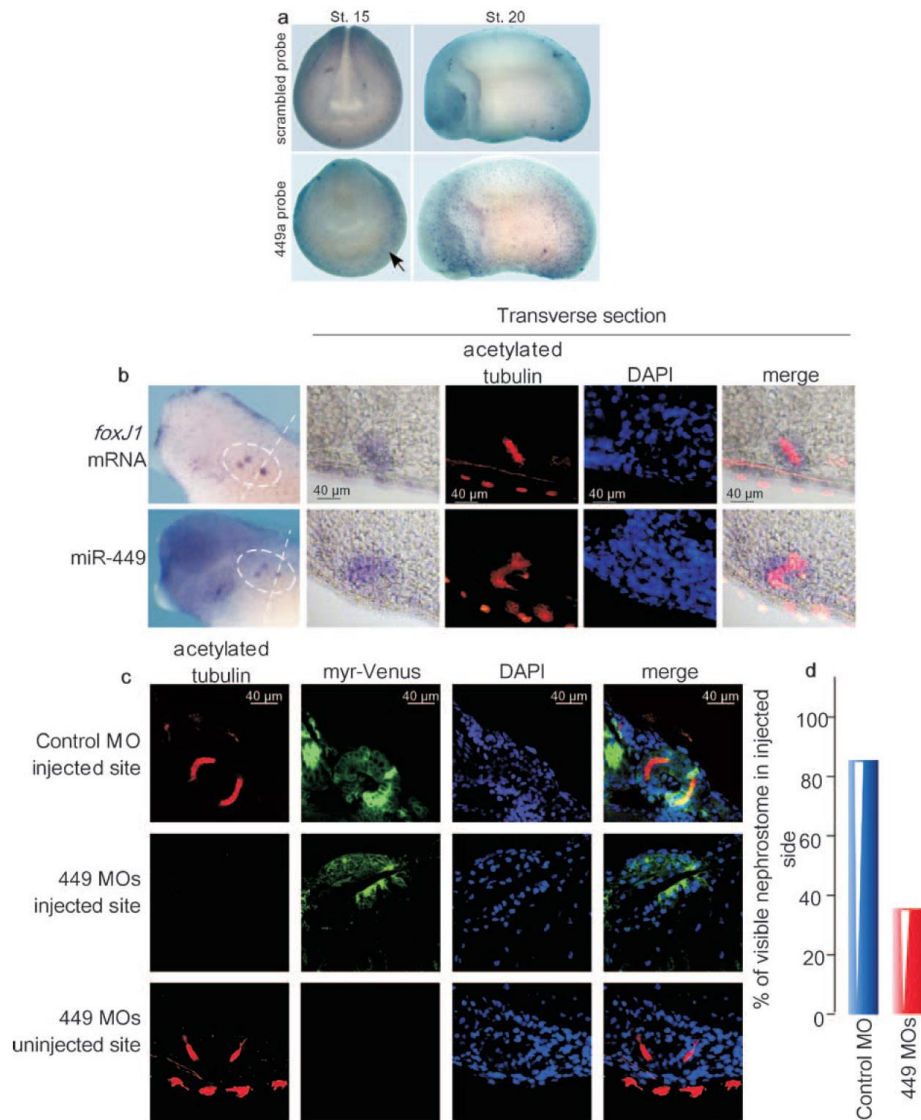 a
St. 15
St. 20
scrambled probe
449a probe
Transverse section
b
acetylated
tubulin
DAPI
merge
foxJ1
mRNA
40 µm
40 µm
40 µm
miR-449
c
acetylated
tubulin
myr-Venus
DAPI
merge
d
40 µm
40 µm
40 µm
40 µm
Control MO
injected site
449 MOs
injected site
449 MOs
uninjected site
% of visible nephrostome in injected
side
100
80
60
40
20
0
Control MO
449 MOs